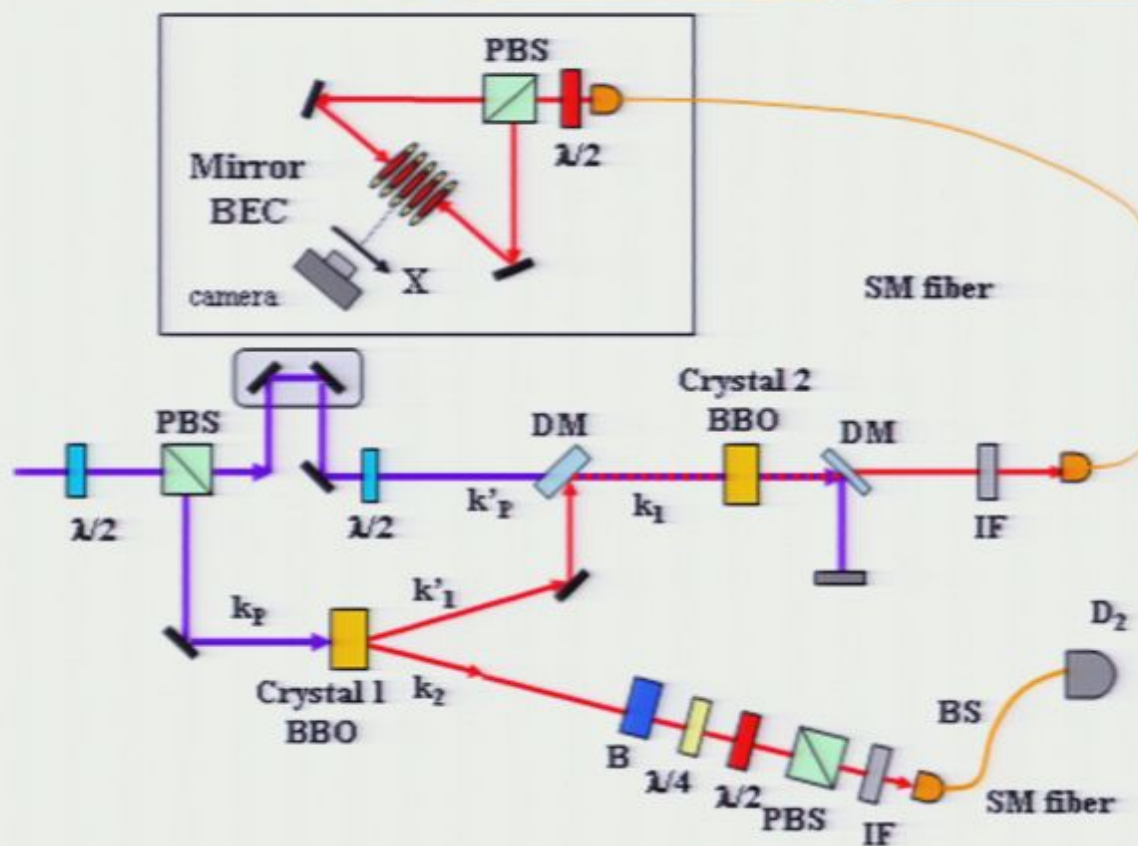 PBS
λ/2
Mirror
BEC
X
camera
SM fiber
PBS
DM
Crystal 2
BBO
DM
λ/2
λ/2
k'P
k1
IF
kP
k'1
D2
Crystal 1
BBO
k2
BS
B
λ/4
λ/2
PBS
IF
SM fiber